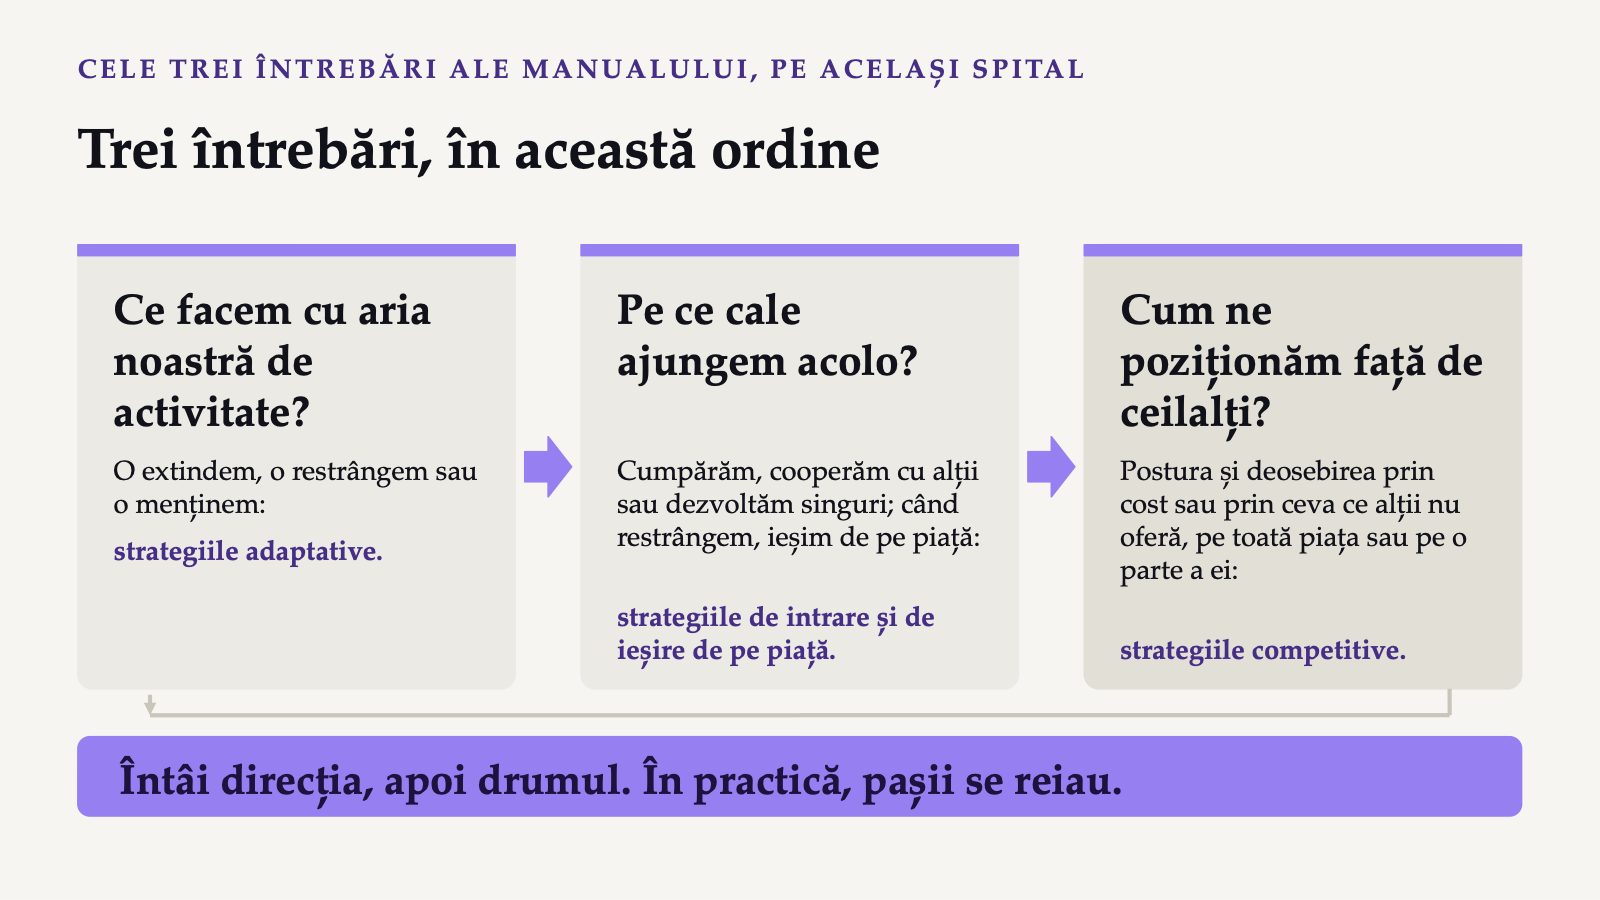 CELE TREI ÎNTREBĂRI ALE MANUALULUI, PE ACELAȘI SPITAL
Trei întrebări, în această ordine
Ce facem cu aria
noastră de
activitate?
O extindem, o restrângem sau
o menținem:
strategiile adaptative.
Pe ce cale
ajungem acolo?
Cumpărăm, cooperăm cu alții
sau dezvoltăm singuri; când
restrângem, ieșim de pe piață:
strategiile de intrare și de
ieșire de pe piață.
Cum ne
poziționăm față de
ceilalți?
Postura și deosebirea prin
cost sau prin ceva ce alții nu
oferă, pe toată piața sau pe o
parte a ei:
strategiile competitive.
Întâi direcția, apoi drumul. În practică, pașii se reiau.